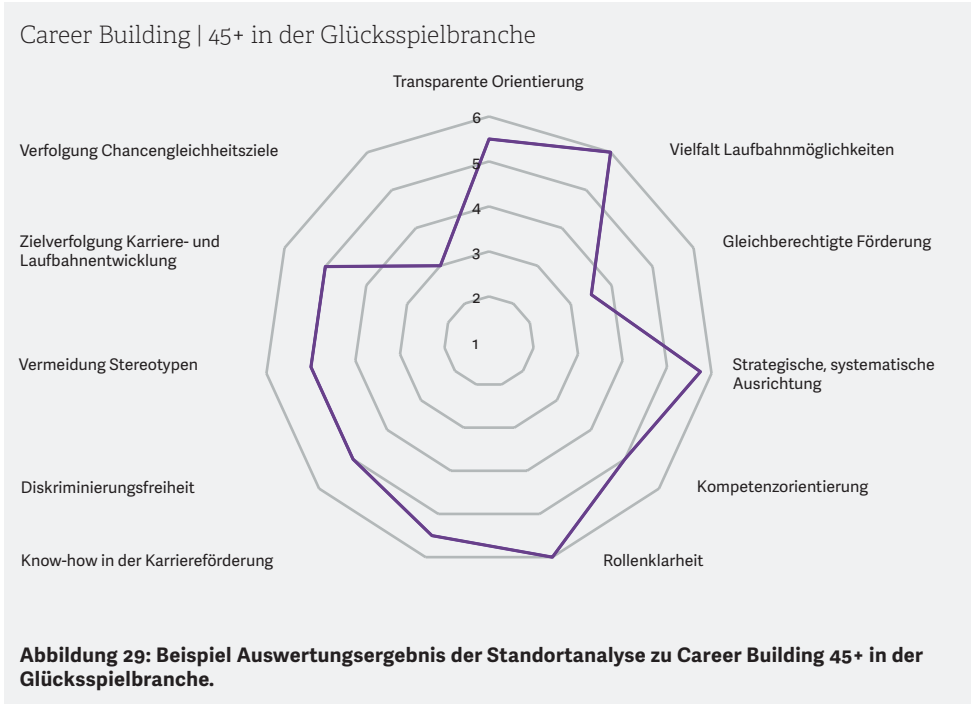 Career Building | 45+ in der Glücksspielbranche
Transparente Orientierung
6
Verfolgung Chancengleichheitsziele
Vielfalt Laufbahnmöglichkeiten
5
4
Zielverfolgung Karriere- und
Laufbahnentwicklung
Gleichberechtigte Förderung
3
2
1
Vermeidung Stereotypen
Strategische, systematische
Ausrichtung
Diskriminierungsfreiheit
Kompetenzorientierung
Know-how in der Karriereförderung
Rollenklarheit
Abbildung 29: Beispiel Auswertungsergebnis der Standortanalyse zu Career Building 45+ in der
Glücksspielbranche.